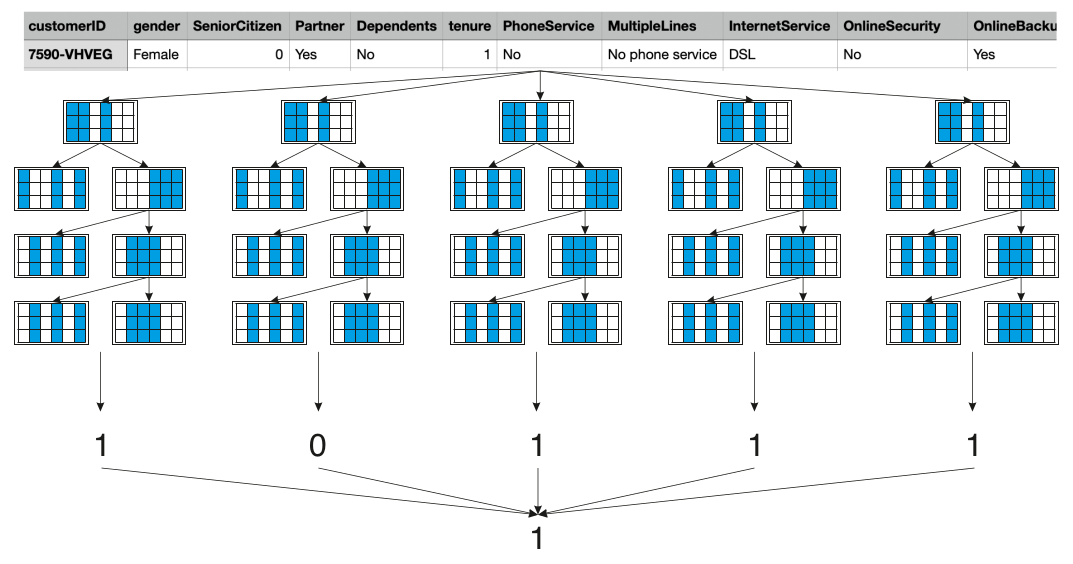 customerID gender SeniorCitizen Partner Dependents tenure PhoneService MultipleLines InternetService OnlineSecurity OnlineBacku
7590-VHVEG Female 0 Yes No 1 No No phone service DSL No Yes
1 0 1 1 1
1